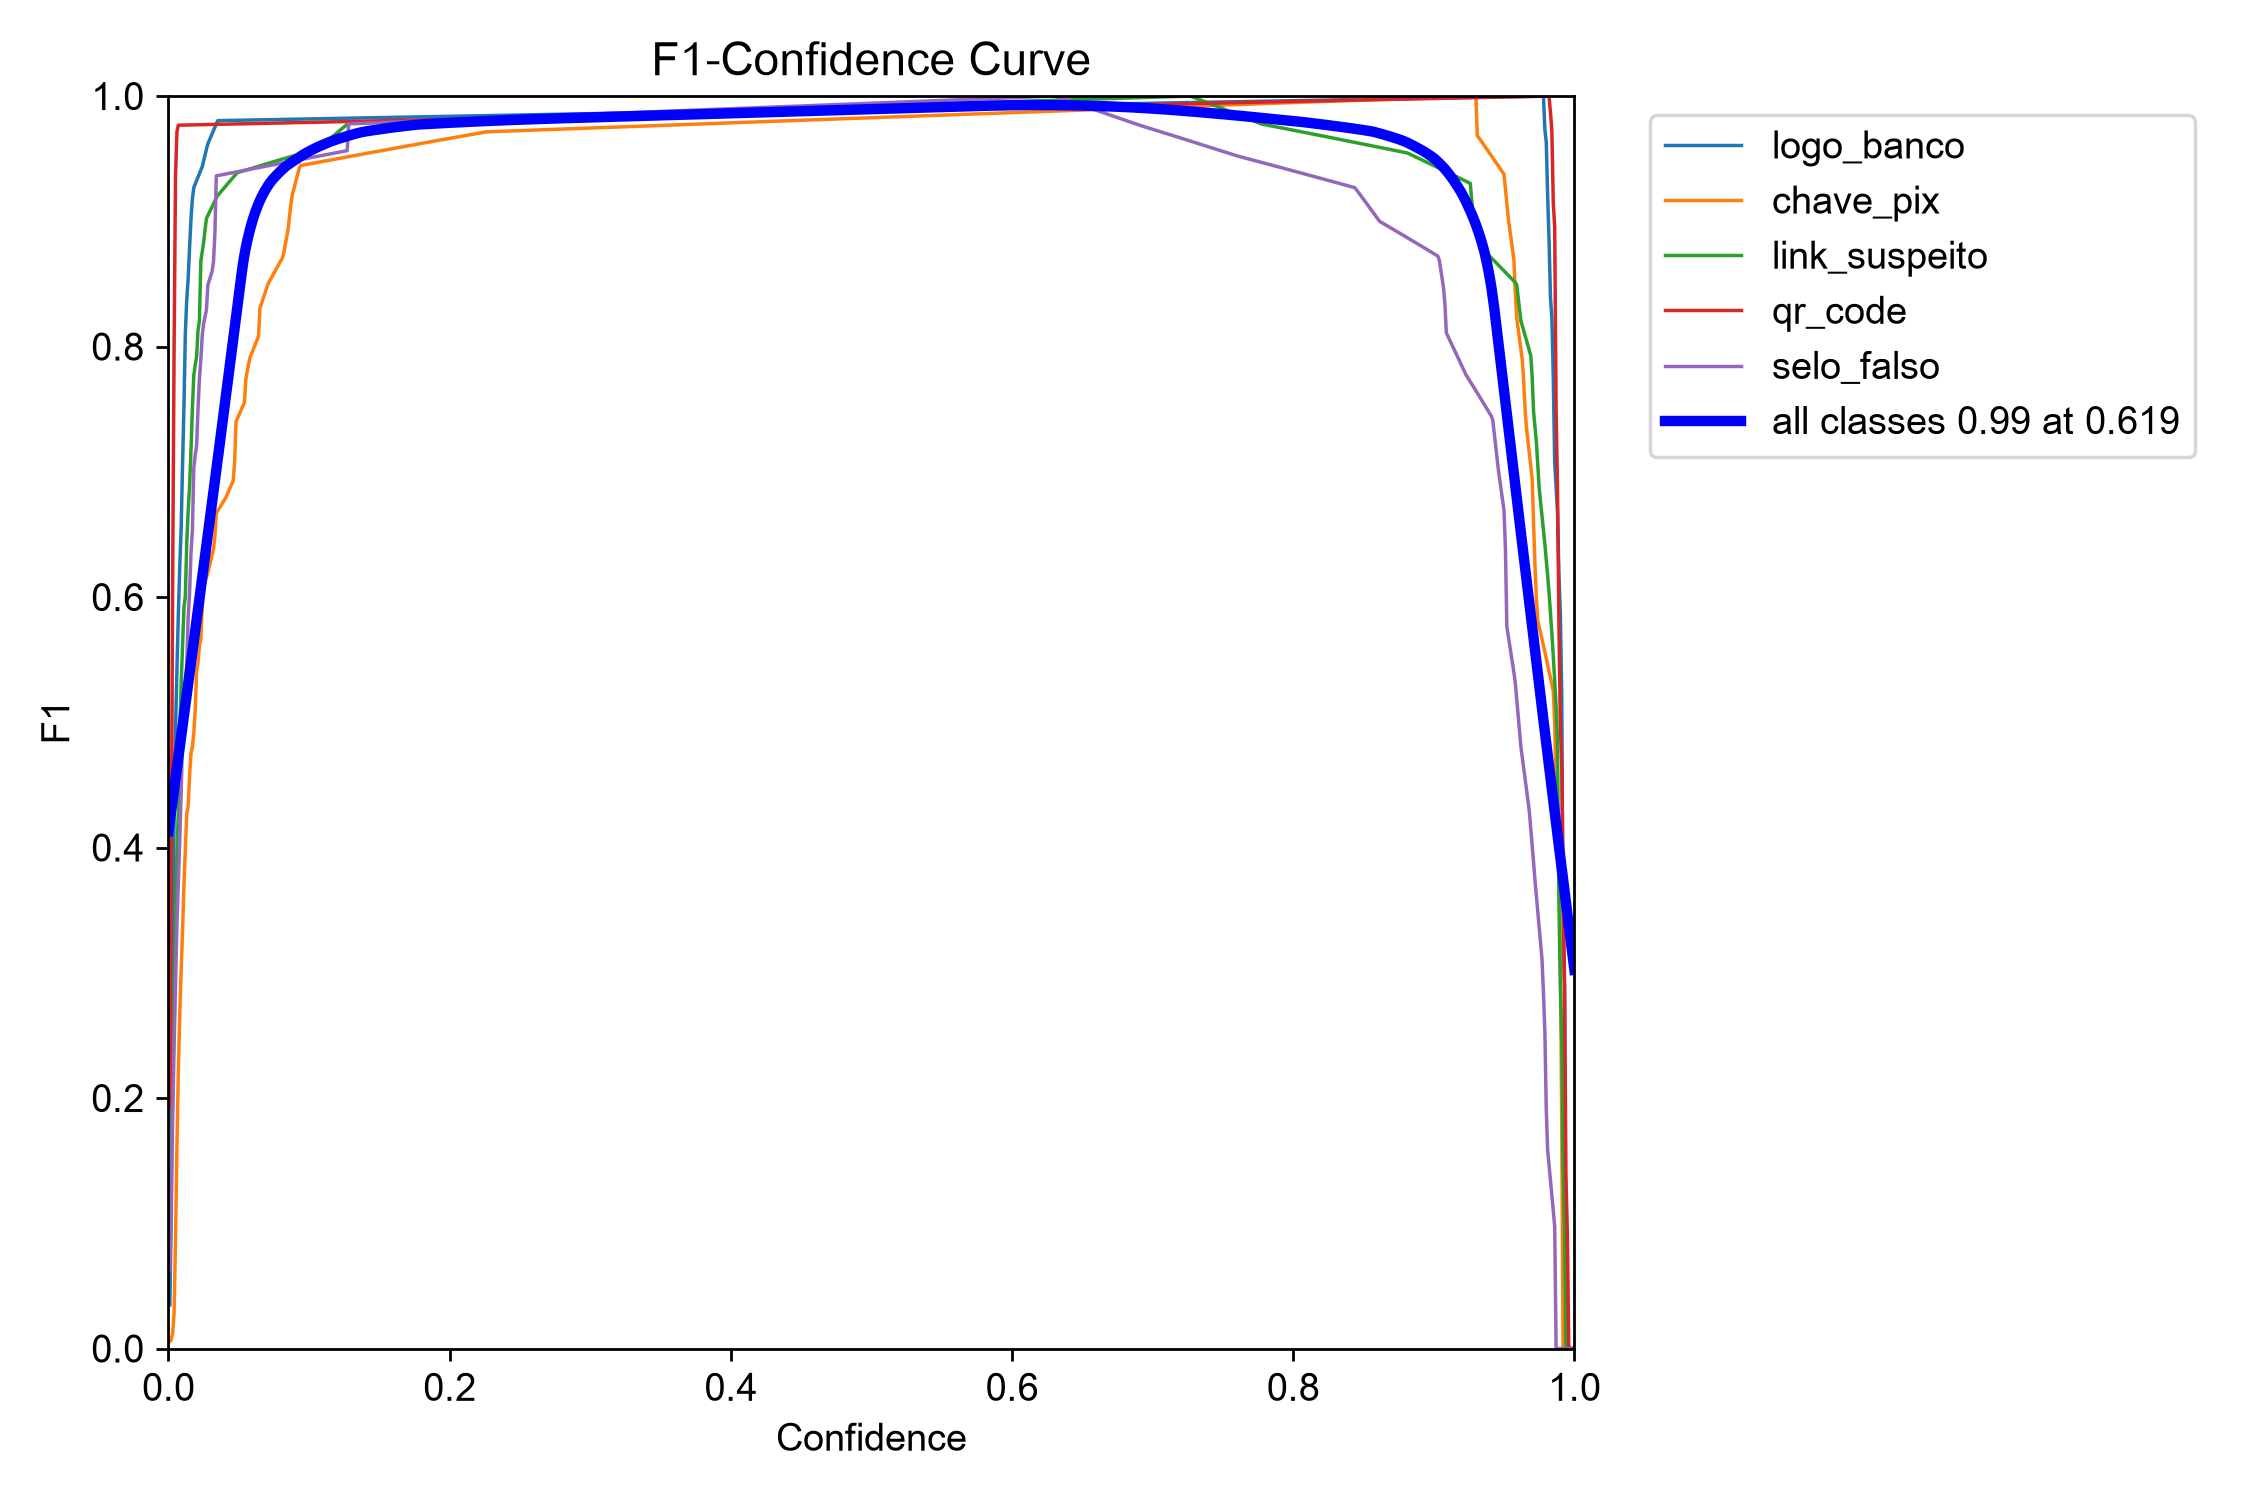 F1-Confidence Curve
1.0
0.8
0.6
0.4
0.2
0.0
F1
0.0 0.2 0.4 0.6 0.8 1.0
Confidence
logo_banco
chave_pix
link_suspeito
qr_code
selo_falso
all classes 0.99 at 0.619